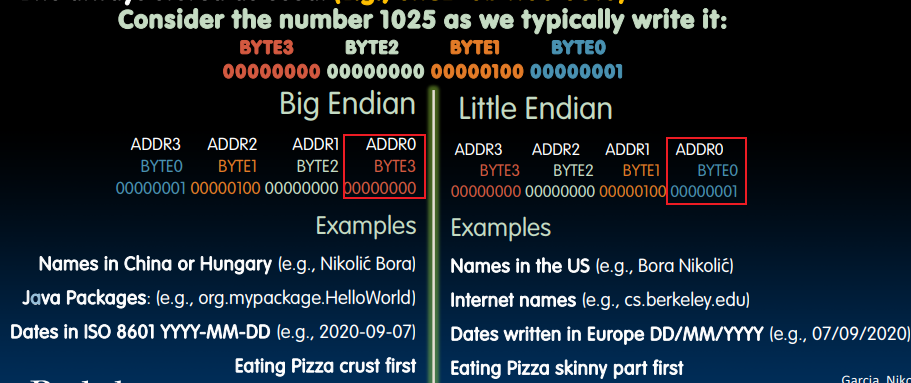 Consider the number 1025 as we typically write it:
BYTE3 BYTE2 BYTE1 BYTE0
00000000 00000000 00000100 00000001
Big Endian
ADDR3 ADDR2 ADDR1 ADDR0
BYTE0 BYTE1 BYTE2 BYTE3
00000001 00000100 00000000 00000000
Examples
Names in China or Hungary (e.g., Nikolić Bora)
Java Packages: (e.g., org.mypackage.HelloWorld)
Dates in ISO 8601 YYYY-MM-DD (e.g., 2020-09-07)
Eating Pizza crust first
Little Endian
ADDR3 ADDR2 ADDR1 ADDR0
BYTE3 BYTE2 BYTE1 BYTE0
00000000 00000000 00000100 00000001
Examples
Names in the US (e.g., Bora Nikolić)
Internet names (e.g., cs.berkeley.edu)
Dates written in Europe DD/MM/YYYY (e.g., 07/09/2020)
Eating Pizza skinny part first
Garcia,